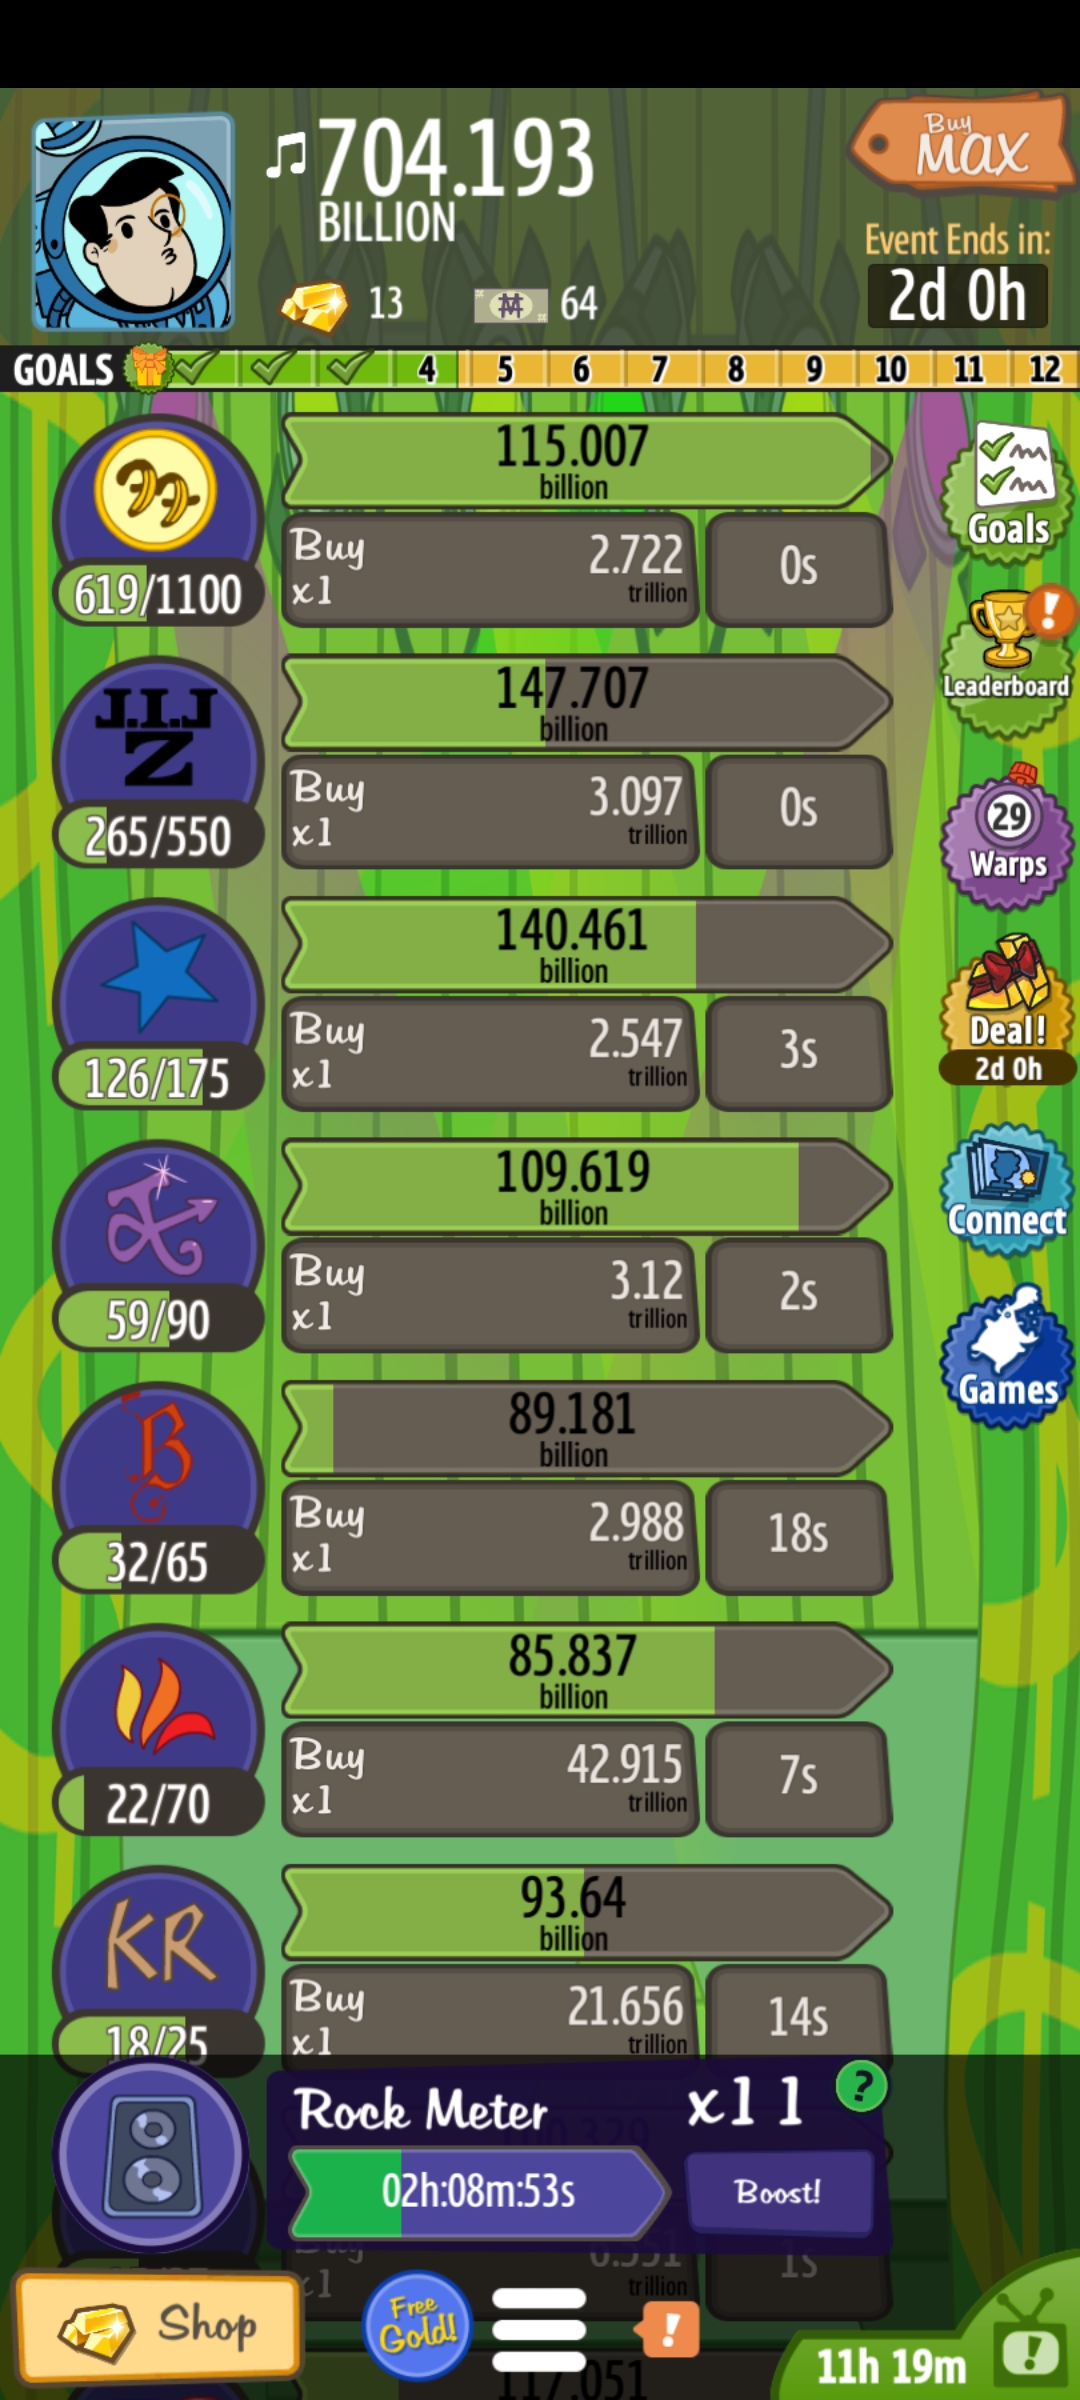 704.193
BILLION
13
64
Buy
MAX
Event Ends in:
2d 0h
GOALS 4 5 6 7 8 9 10 11 12
115.007
billion
619/1100
Buy
x1
2.722
trillion
0s
Goals
147.707
billion
J.I.J
Z
265/550
Buy
x1
3.097
trillion
0s
Leaderboard
140.461
billion
126/175
Buy
x1
2.547
trillion
3s
29
Warps
109.619
billion
59/90
Buy
x1
3.12
trillion
2s
Deal!
2d 0h
89.181
billion
B
32/65
Buy
x1
2.988
trillion
18s
Connect
85.837
billion
22/70
Buy
x1
42.915
trillion
7s
Games
93.64
billion
KR
18/25
Buy
x1
21.656
trillion
14s
Rock Meter
x11
?
02h:08m:53s
Boost!
Buy
x1
6.551
trillion
1s
Shop
Free
Gold!
!
117.051
11h 19m
!